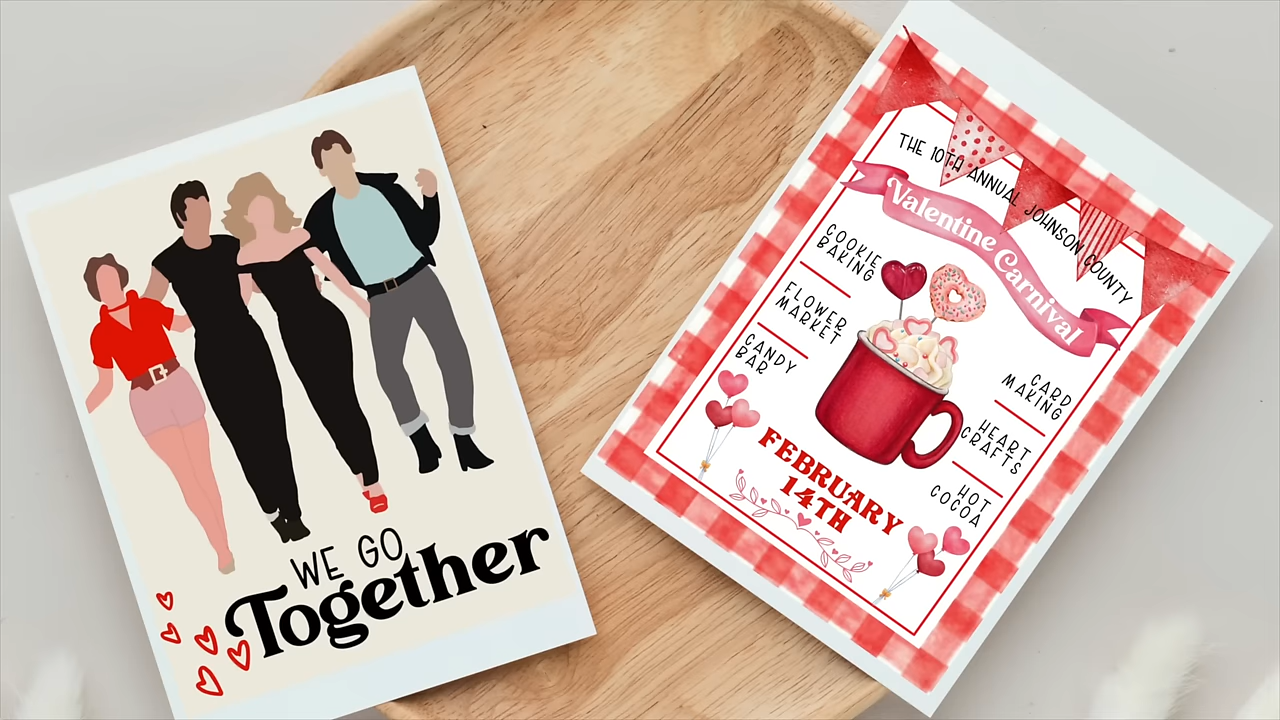 WE GO
Together
THE 10TH ANNUAL JOHNSON COUNTY
Valentine Carnival
COOKIE
BAKING
FLOWER
MARKET
CANDY
BAR
CARD
MAKING
HEART
CRAFTS
HOT
COCOA
FEBRUARY
14TH